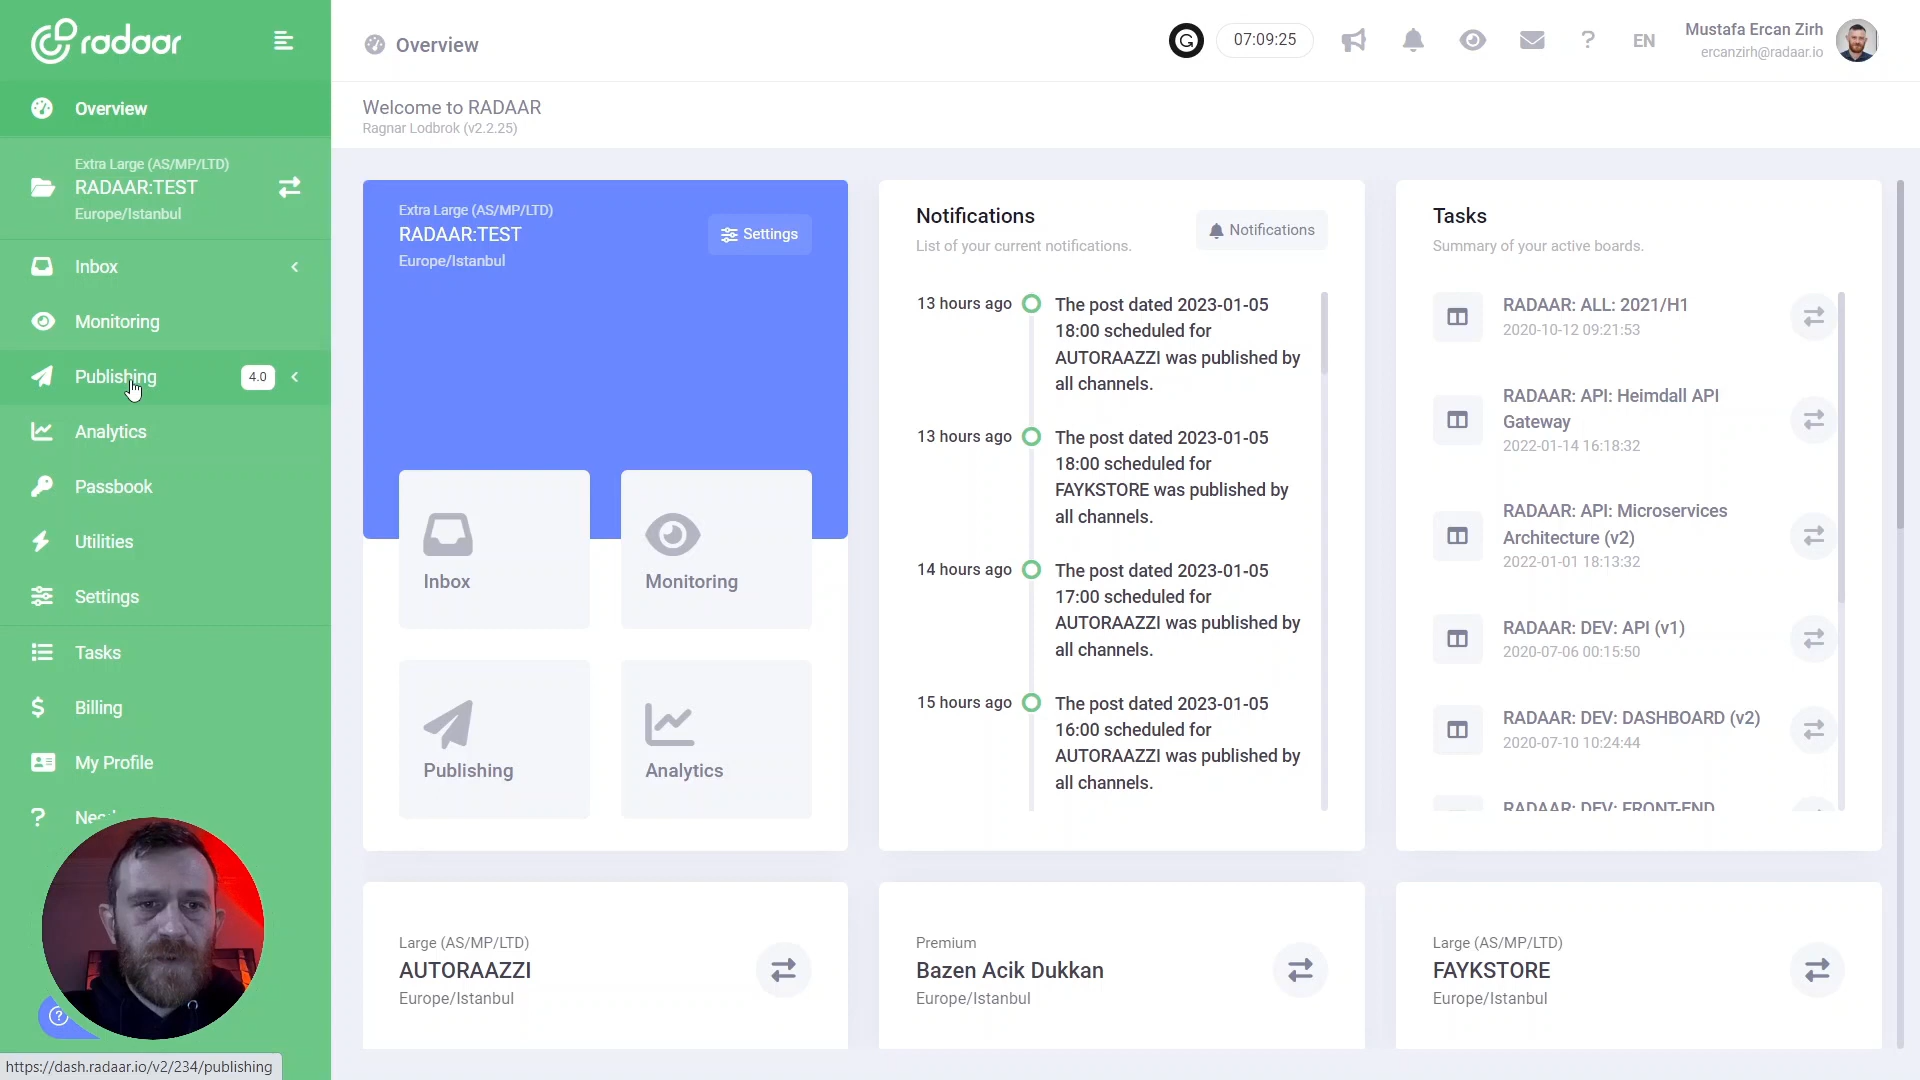 radaar
Overview
Extra Large (AS/MP/LTD)
RADAAR:TEST
Europe/Istanbul
Inbox
Monitoring
Publishing
4.0
Analytics
Passbook
Utilities
Settings
Tasks
Billing
My Profile
?
https://dash.radaar.io/v2/234/publishing
Overview
G
07:09:25
?
EN
Mustafa Ercan Zirh
ercanzirh@radaar.io
Welcome to RADAAR
Ragnar Lodbrok (v2.2.25)
Extra Large (AS/MP/LTD)
RADAAR:TEST
Europe/Istanbul
Settings
Inbox
Monitoring
Publishing
Analytics
Notifications
List of your current notifications.
Notifications
13 hours ago
The post dated 2023-01-05
18:00 scheduled for
AUTORAAZZI was published by
all channels.
13 hours ago
The post dated 2023-01-05
18:00 scheduled for
FAYKSTORE was published by
all channels.
14 hours ago
The post dated 2023-01-05
17:00 scheduled for
AUTORAAZZI was published by
all channels.
15 hours ago
The post dated 2023-01-05
16:00 scheduled for
AUTORAAZZI was published by
all channels.
Tasks
Summary of your active boards.
RADAAR: ALL: 2021/H1
2020-10-12 09:21:53
RADAAR: API: Heimdall API
Gateway
2022-01-14 16:18:32
RADAAR: API: Microservices
Architecture (v2)
2022-01-01 18:13:32
RADAAR: DEV: API (v1)
2020-07-06 00:15:50
RADAAR: DEV: DASHBOARD (v2)
2020-07-10 10:24:44
RADAAR: DEV: FRONT-END
Large (AS/MP/LTD)
AUTORAAZZI
Europe/Istanbul
Premium
Bazen Acik Dukkan
Europe/Istanbul
Large (AS/MP/LTD)
FAYKSTORE
Europe/Istanbul